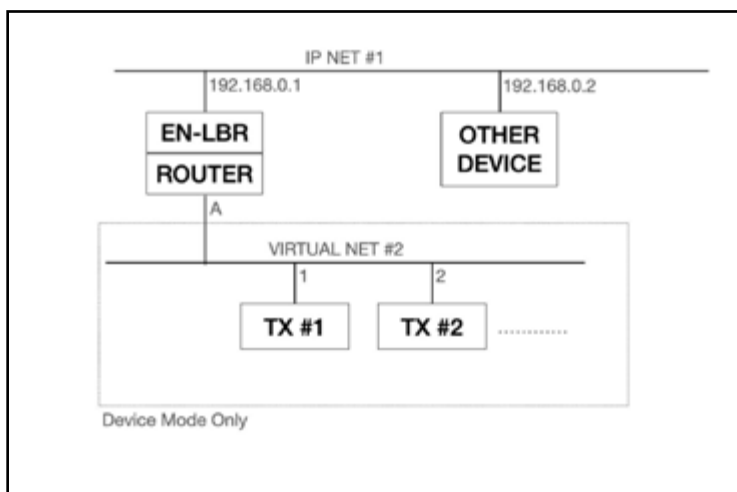 IP NET #1
192.168.0.1
192.168.0.2
EN-LBR
ROUTER
OTHER
DEVICE
A
VIRTUAL NET #2
1
2
TX #1
TX #2
............
Device Mode Only